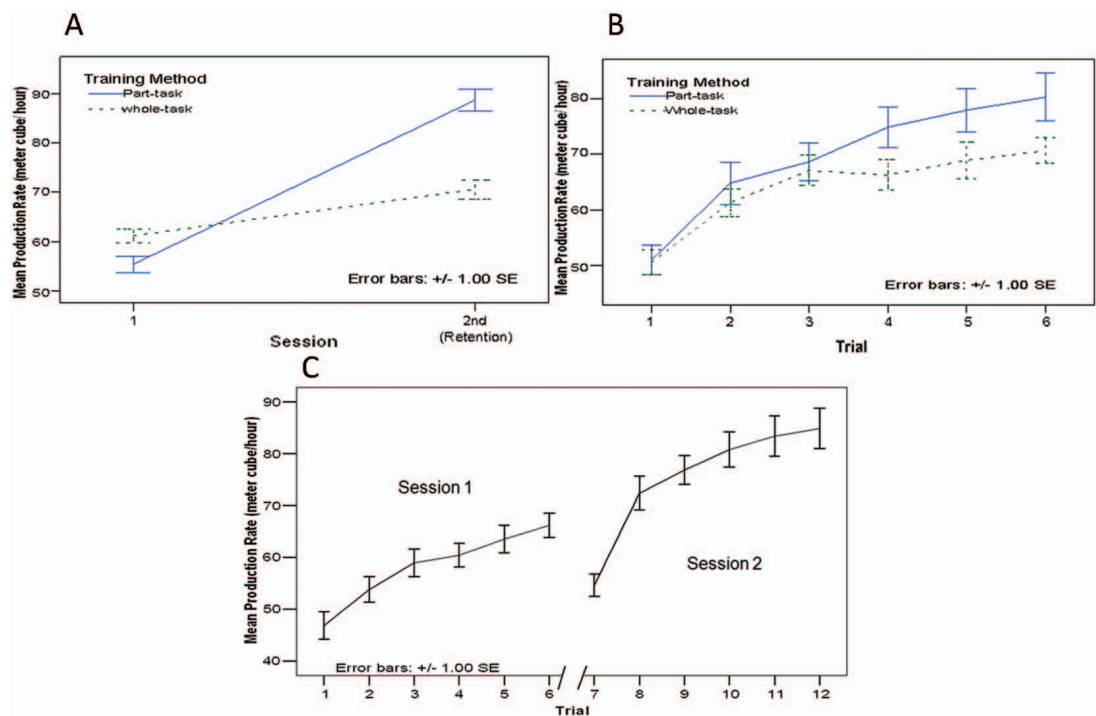 A
Mean Production Rate (meter cube/ hour)
90
80
70
60
50
Training Method
Part-task
whole-task
Error bars: +/- 1.00 SE
1
2nd
(Retention)
Session
B
Mean Production Rate (meter cube/ hour)
80
70
60
50
Training Method
Part-task
Whole-task
Error bars: +/- 1.00 SE
1 2 3 4 5 6
Trial
C
Mean Production Rate (meter cube/hour)
90
80
70
60
50
40
Session 1
Session 2
Error bars: +/- 1.00 SE
1 2 3 4 5 6 7 8 9 10 11 12
Trial